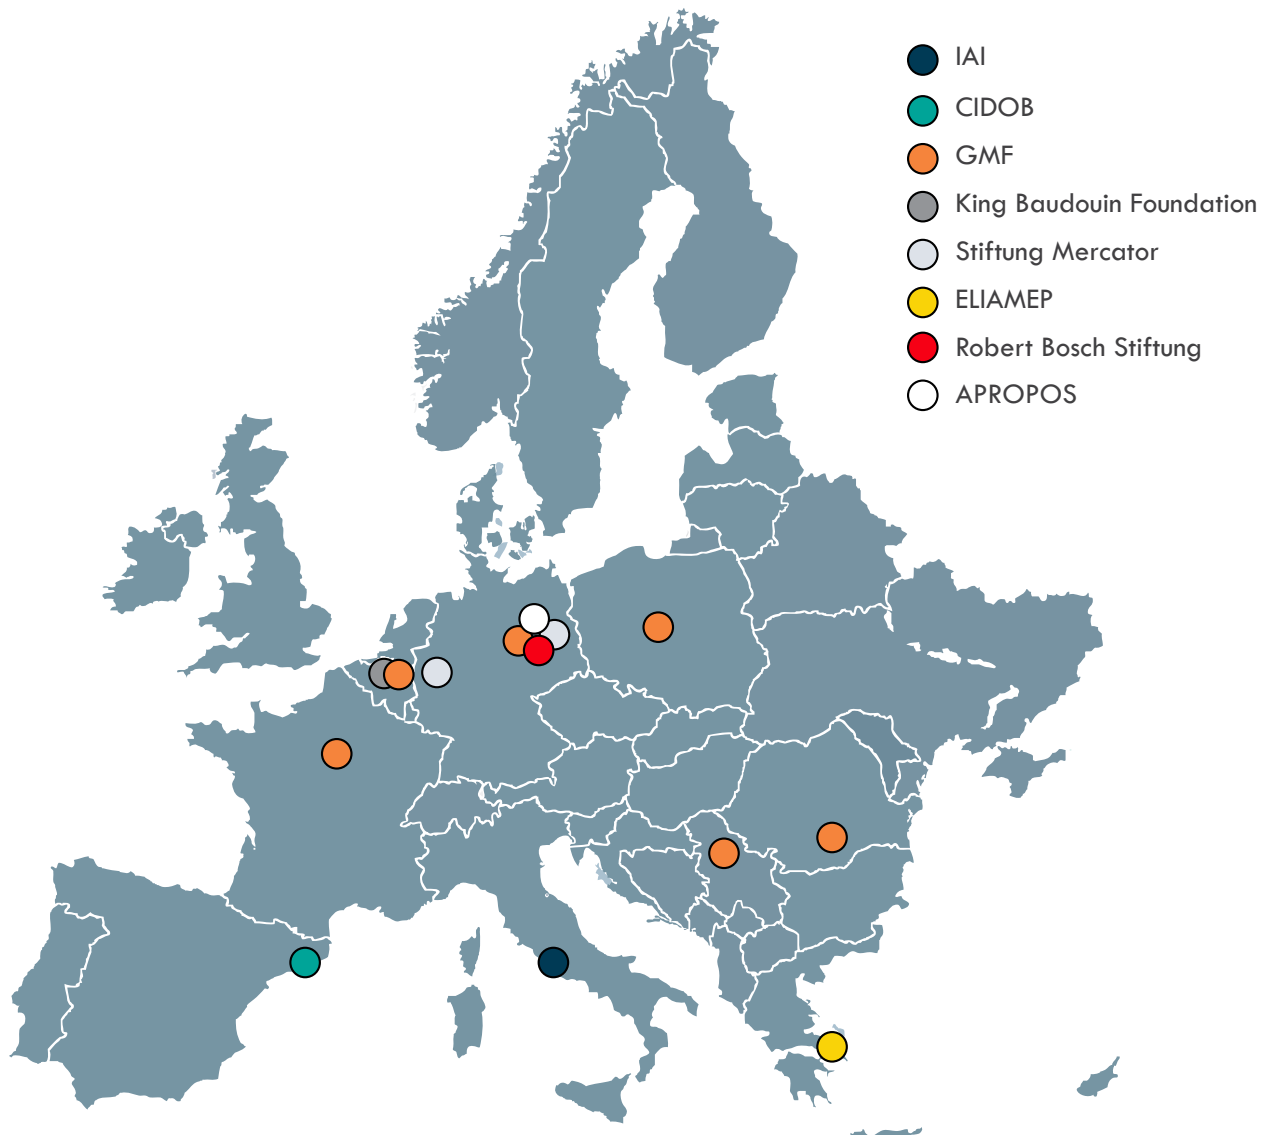 IAI
CIDOB
GMF
King Baudouin Foundation
Stiftung Mercator
ELIAMEP
Robert Bosch Stiftung
APROPOS